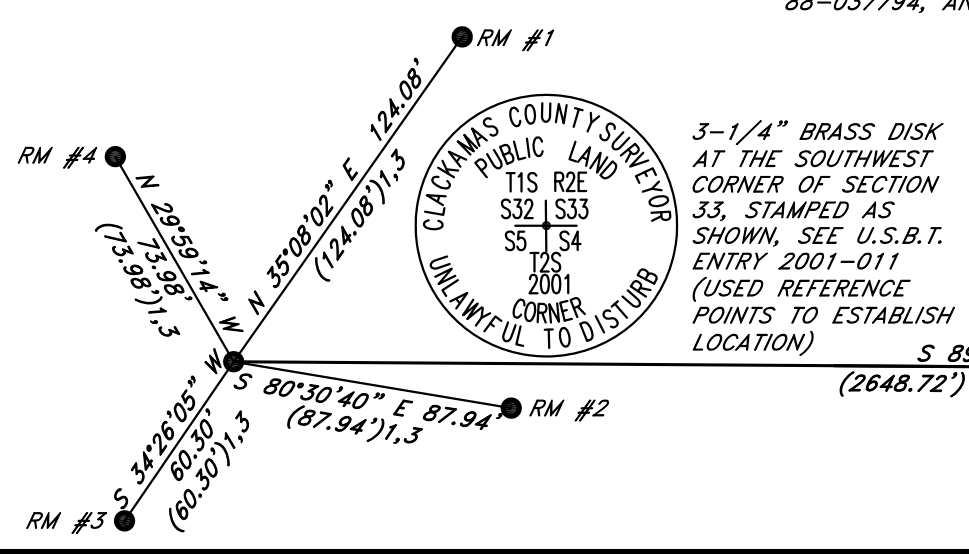 88-037794, AN
RM #1
RM #4
N 35°08'02" E 124.08'
(124.08')1,3
N 29°59'14" W
73.98'
(73.98')1,3
CLACKAMAS COUNTY SURVEYOR
PUBLIC LAND
T1S R2E
S32 S33
S5 S4
T2S
2001
CORNER
UNLAWYFUL TO DISTURB
3-1/4" BRASS DISK
AT THE SOUTHWEST
CORNER OF SECTION
33, STAMPED AS
SHOWN, SEE U.S.B.T.
ENTRY 2001-011
(USED REFERENCE
POINTS TO ESTABLISH
LOCATION)
S 89
(2648.72')
S 80°30'40" E 87.94'
(87.94')1,3
RM #2
S 34°26'05" W
60.30'
(60.30')1,3
RM #3